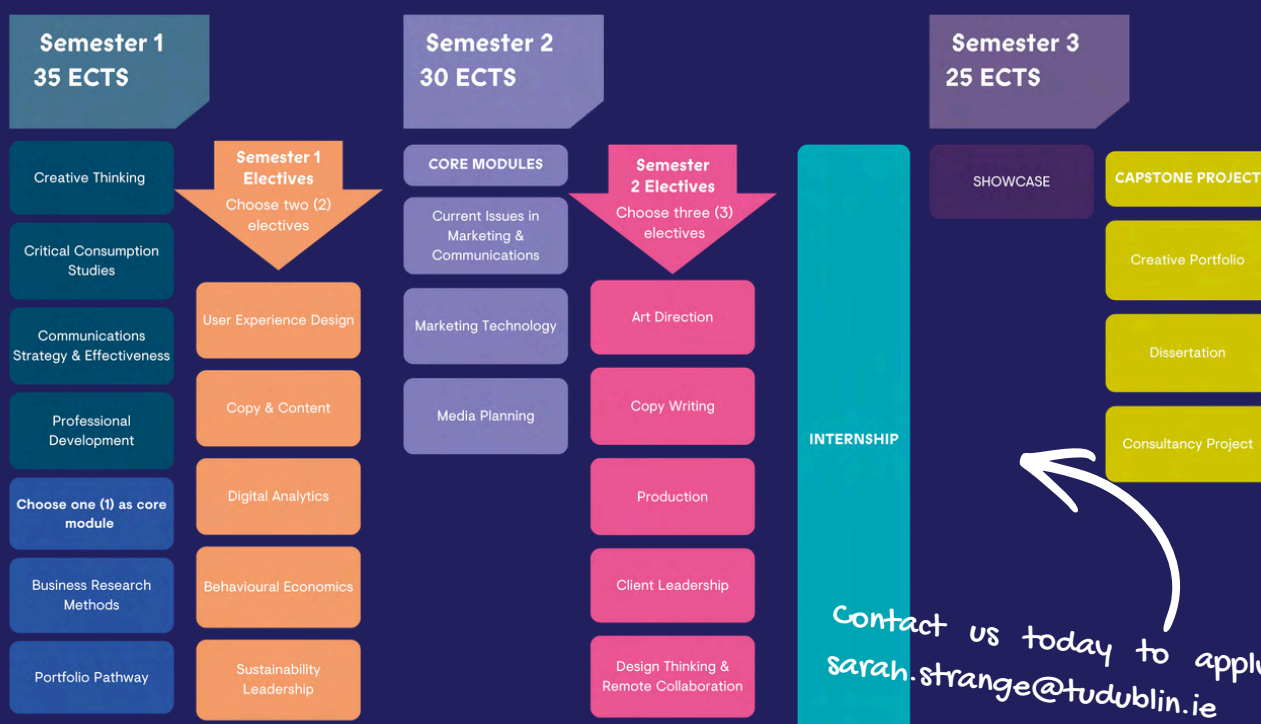 Semester 1
35 ECTS
Creative Thinking
Critical Consumption
Studies
Communications
Strategy & Effectiveness
Professional
Development
Choose one (1) as core
module
Business Research
Methods
Portfolio Pathway
Semester 1
Electives
Choose two (2)
electives
User Experience Design
Copy & Content
Digital Analytics
Behavioural Economics
Sustainability
Leadership
Semester 2
30 ECTS
CORE MODULES
Current Issues in
Marketing &
Communications
Marketing Technology
Media Planning
Semester
2 Electives
Choose three (3)
electives
Art Direction
Copy Writing
Production
Client Leadership
Design Thinking &
Remote Collaboration
INTERNSHIP
Semester 3
25 ECTS
SHOWCASE
CAPSTONE PROJECT
Creative Portfolio
Dissertation
Consultancy Project
Contact us today to apply
sarah.strange@tudublin.ie